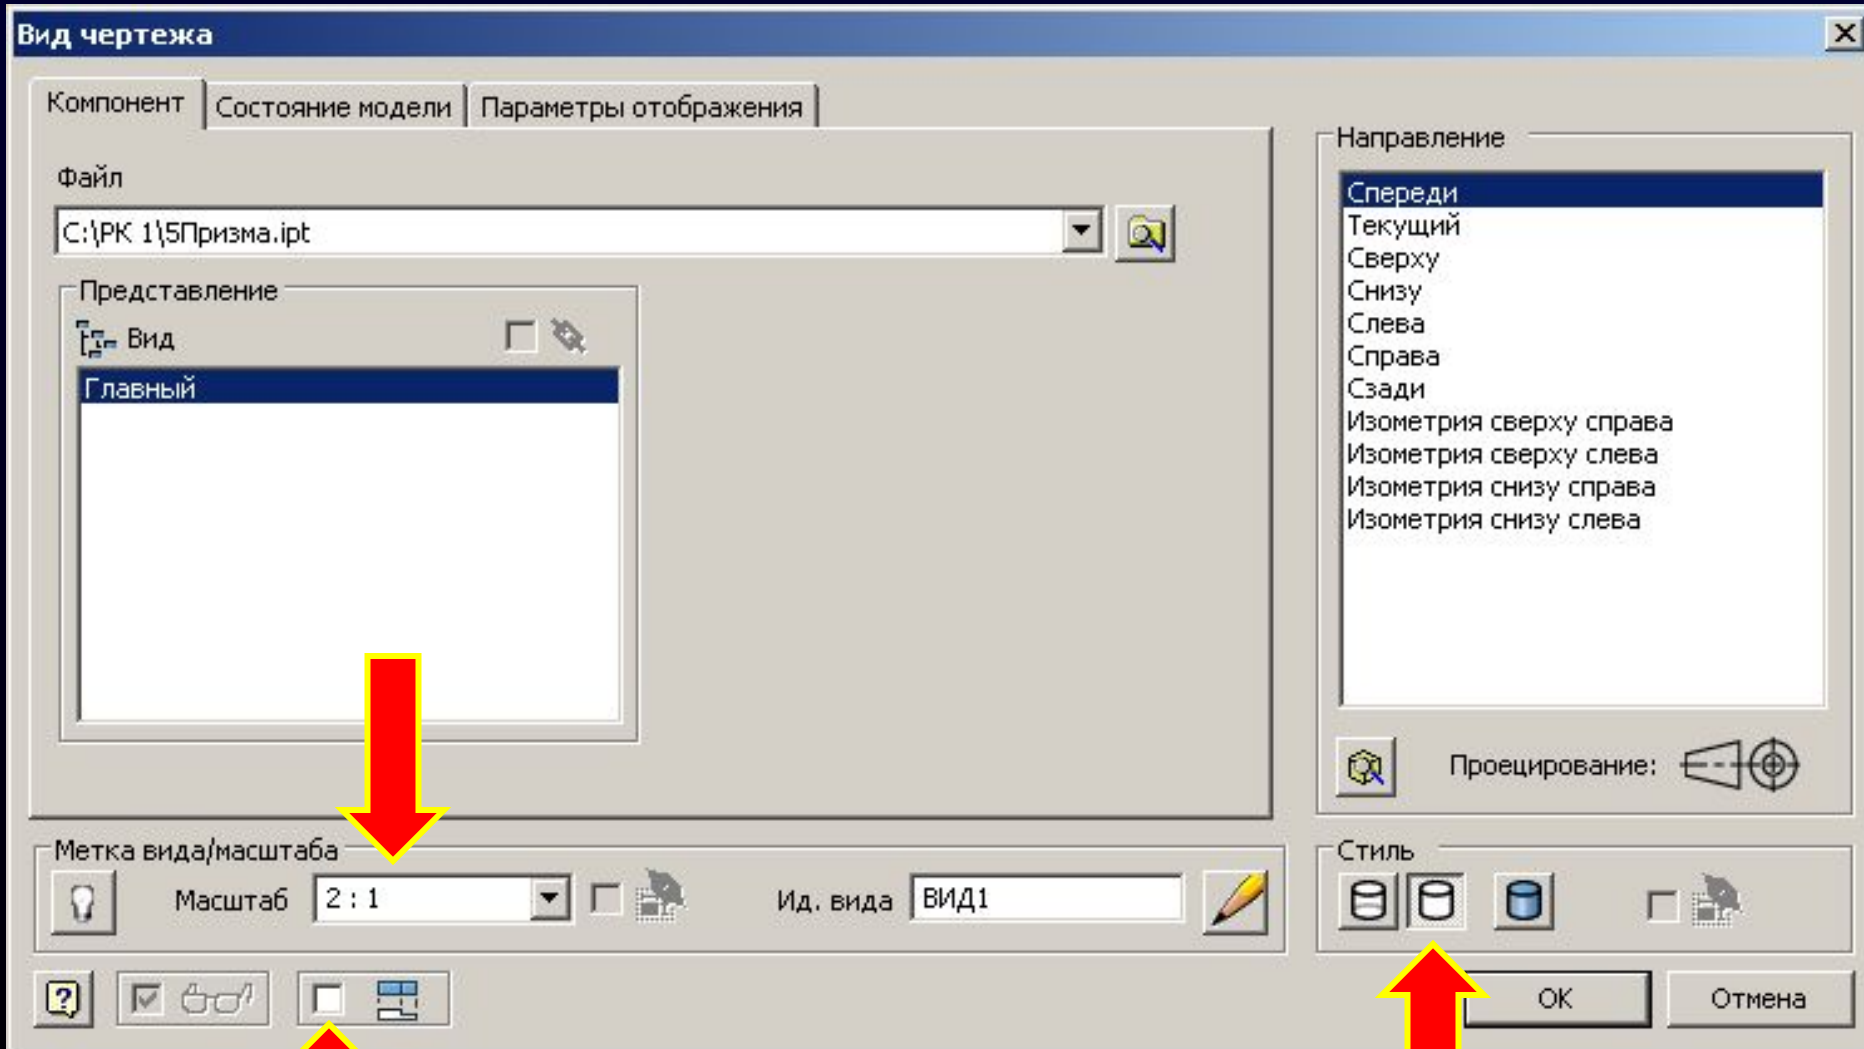 Вид чертежа
Компонент
Состояние модели
Параметры отображения
Файл
C:\РК 1\5Призма.ipt
Представление
Вид
Главный
Направление
Спереди
Текущий
Сверху
Снизу
Слева
Справа
Сзади
Изометрия сверху справа
Изометрия сверху слева
Изометрия снизу справа
Изометрия снизу слева
Проецирование:
Метка вида/масштаба
Масштаб
2 : 1
Ид. вида
ВИД1
Стиль
OK
Отмена